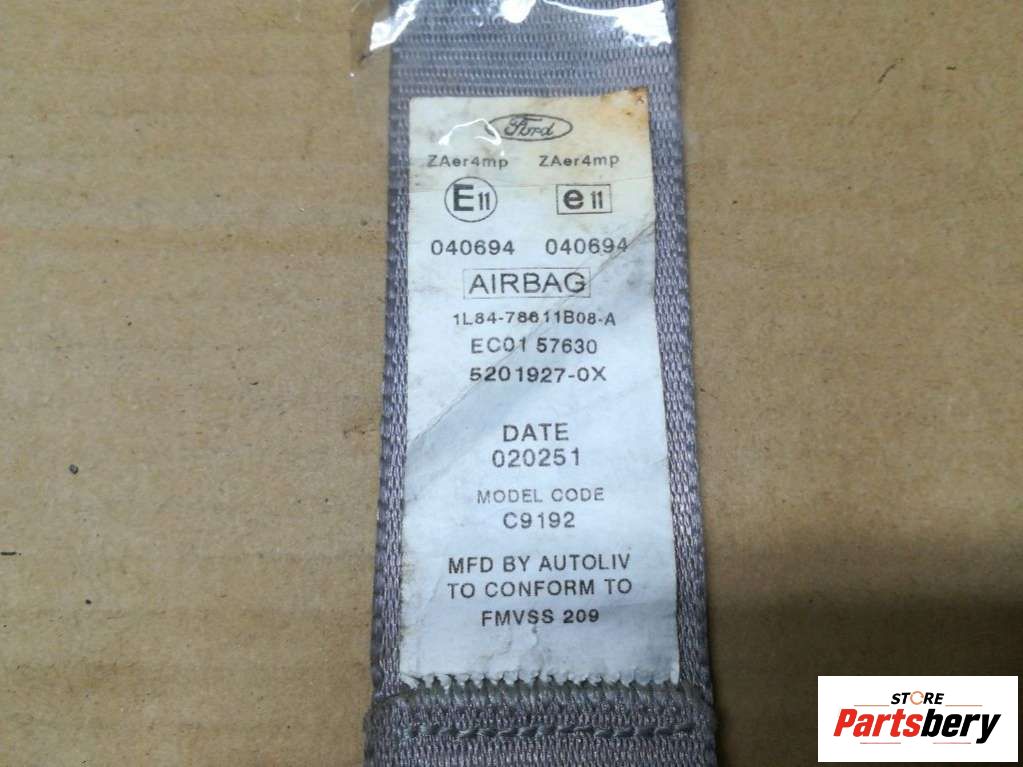 Ford
ZAer4mp ZAer4mp
E11 e11
040694 040694
AIRBAG
1L84-78611B08-A
EC01 57630
5201927-0X
DATE
020251
MODEL CODE
C9192
MFD BY AUTOLIV
TO CONFORM TO
FMVSS 209
STORE
Partsbery